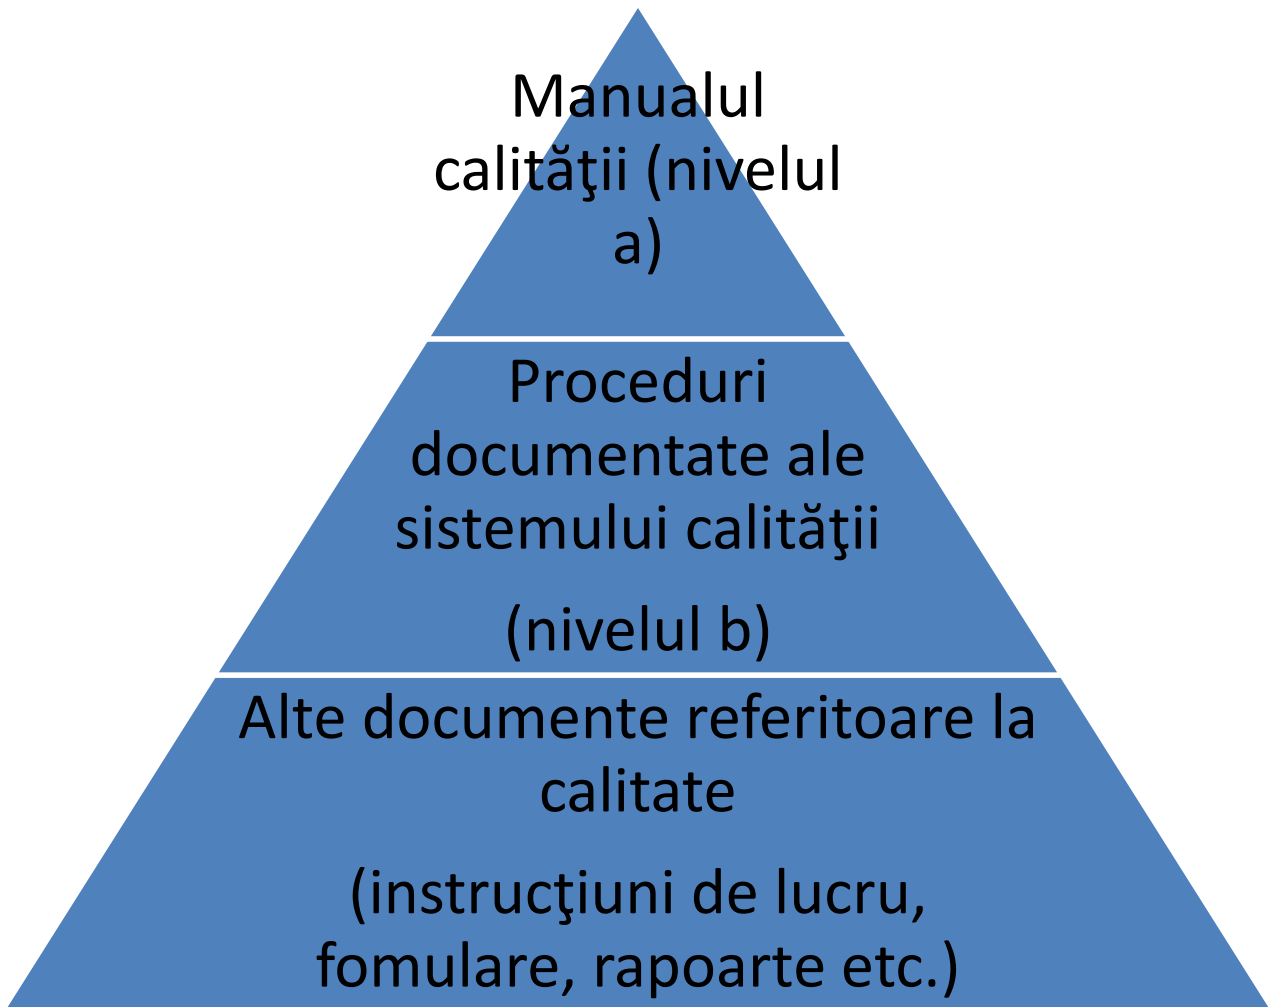 Manualul
calităţii (nivelul
a)
Proceduri
documentate ale
sistemului calităţii
(nivelul b)
Alte documente referitoare la
calitate
(instrucţiuni de lucru,
fomulare, rapoarte etc.)